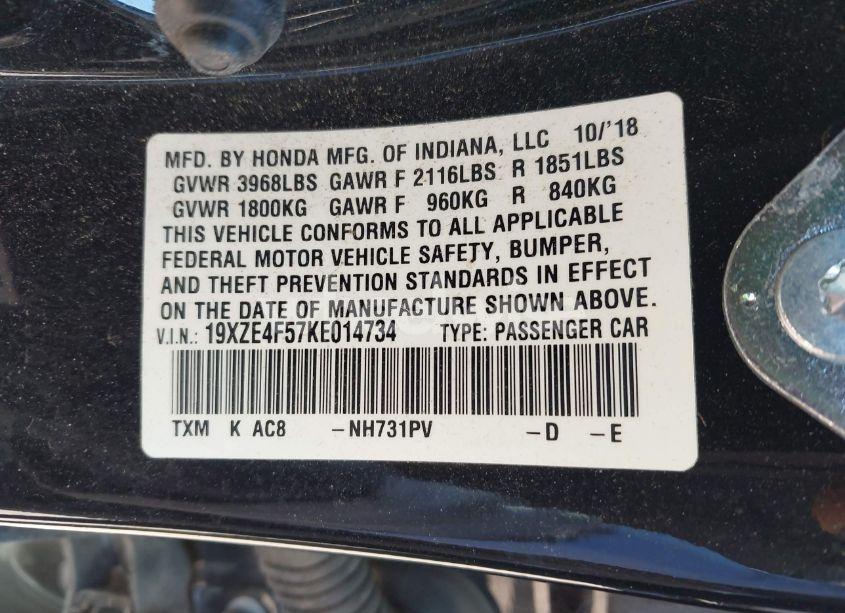 MFD. BY HONDA MFG. OF INDIANA, LLC 10/'18
GVWR 3968LBS GAWR F 2116LBS R 1851LBS
GVWR 1800KG GAWR F 960KG R 840KG
THIS VEHICLE CONFORMS TO ALL APPLICABLE
FEDERAL MOTOR VEHICLE SAFETY, BUMPER,
AND THEFT PREVENTION STANDARDS IN EFFECT
ON THE DATE OF MANUFACTURE SHOWN ABOVE.
V.I.N.: 19XZE4F57KE014734 TYPE: PASSENGER CAR
TXM K AC8 -NH731PV -D -E